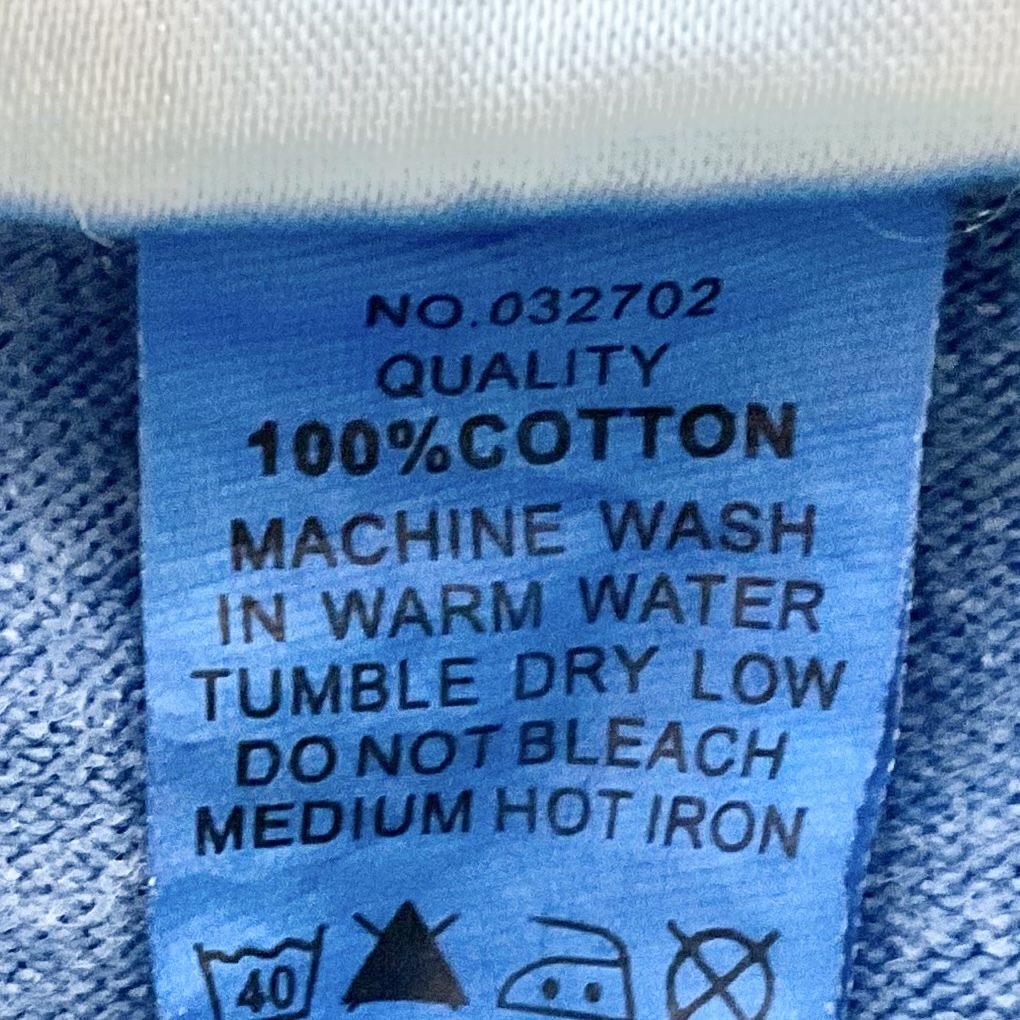 NO.032702
QUALITY
100%COTTON
MACHINE WASH
IN WARM WATER
TUMBLE DRY LOW
DO NOT BLEACH
MEDIUM HOT IRON
40